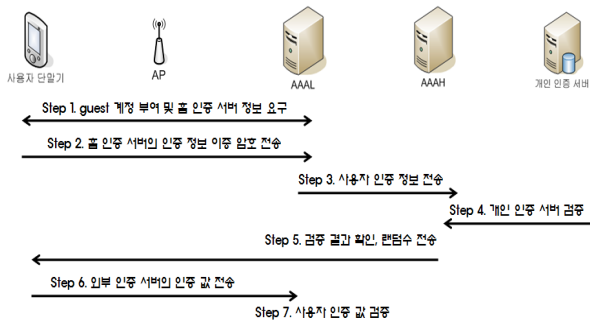 사용자 단말기
AP
AAAL
AAAH
개인 인증 서버
Step 1. guest 계정 부여 및 홈 인증 서버 정보 요구
Step 2. 홈 인증 서버의 인증 정보 이중 암호 전송
Step 3. 사용자 인증 정보 전송
Step 4. 개인 인증 서버 검증
Step 5. 검증 결과 확인, 랜덤수 전송
Step 6. 외부 인증 서버의 인증 값 전송
Step 7. 사용자 인증 값 검증